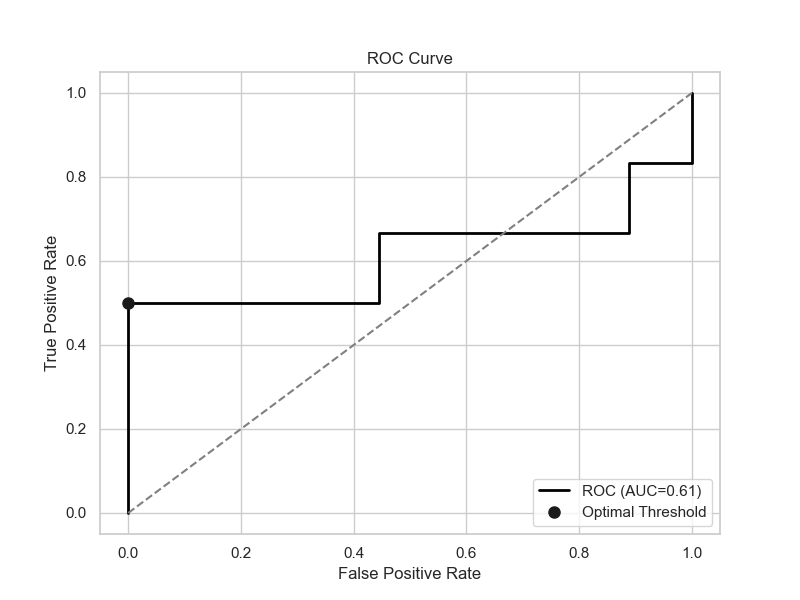 ROC Curve
True Positive Rate
1.0
0.8
0.6
0.4
0.2
0.0
0.0 0.2 0.4 0.6 0.8 1.0
False Positive Rate
ROC (AUC=0.61)
Optimal Threshold